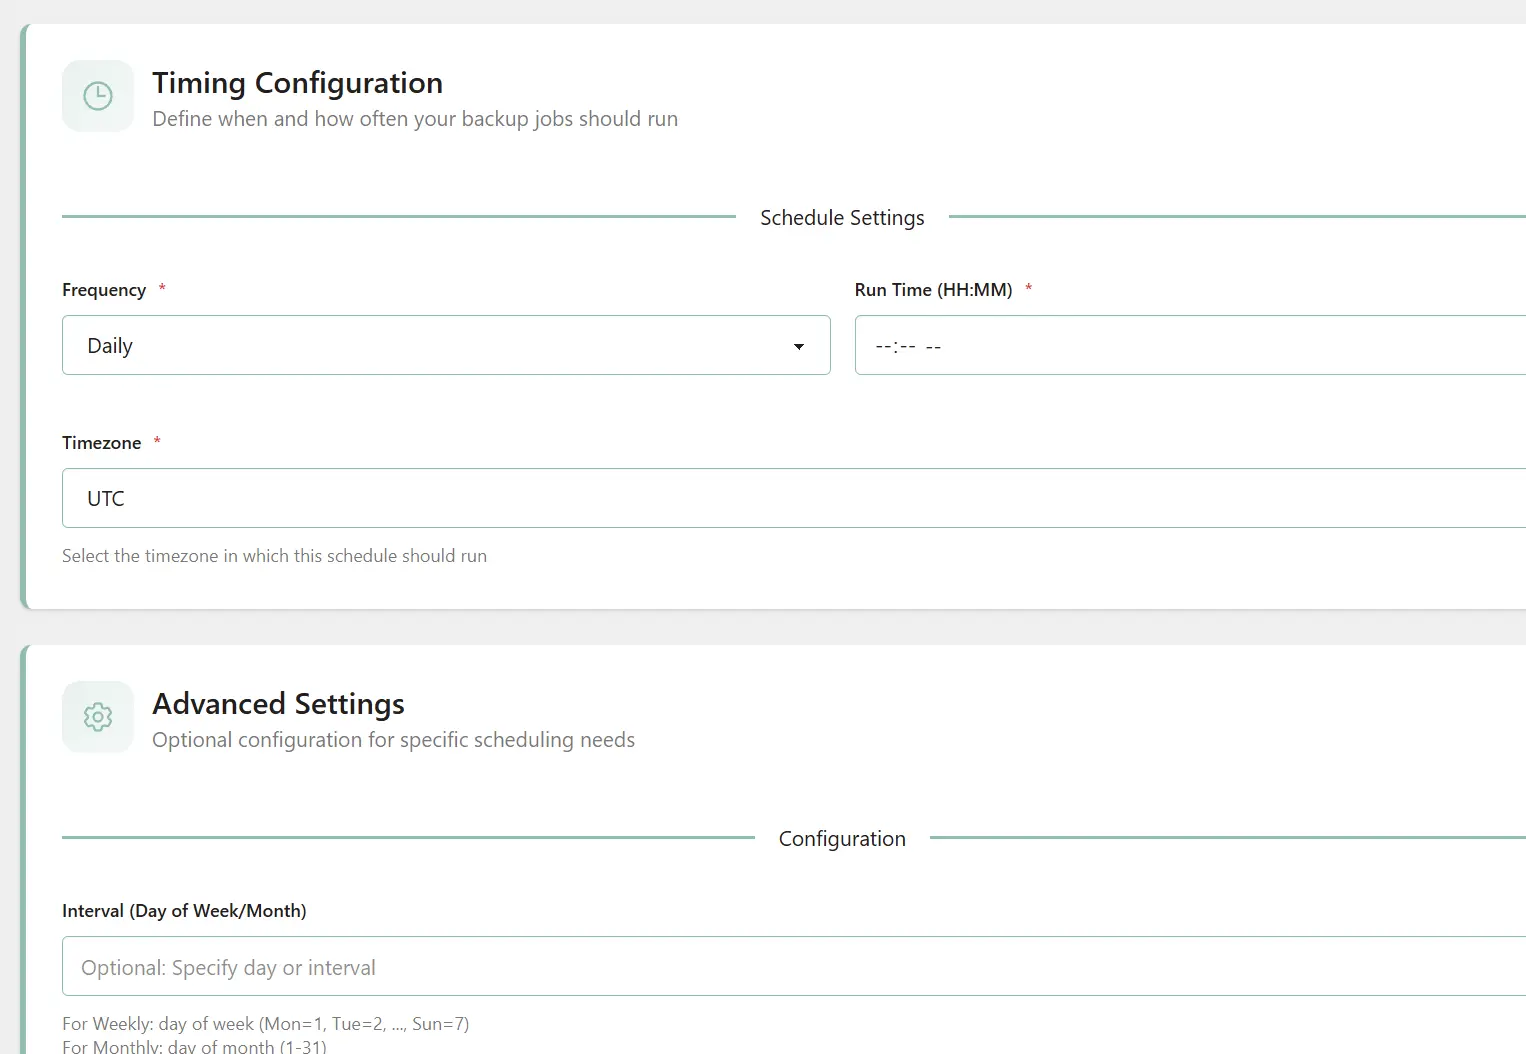 Timing Configuration
Define when and how often your backup jobs should run
Schedule Settings
Frequency *
Run Time (HH:MM) *
Daily
--:-- --
Timezone *
UTC
Select the timezone in which this schedule should run
Advanced Settings
Optional configuration for specific scheduling needs
Configuration
Interval (Day of Week/Month)
Optional: Specify day or interval
For Weekly: day of week (Mon=1, Tue=2, ..., Sun=7)
For Monthly: day of month (1-31)